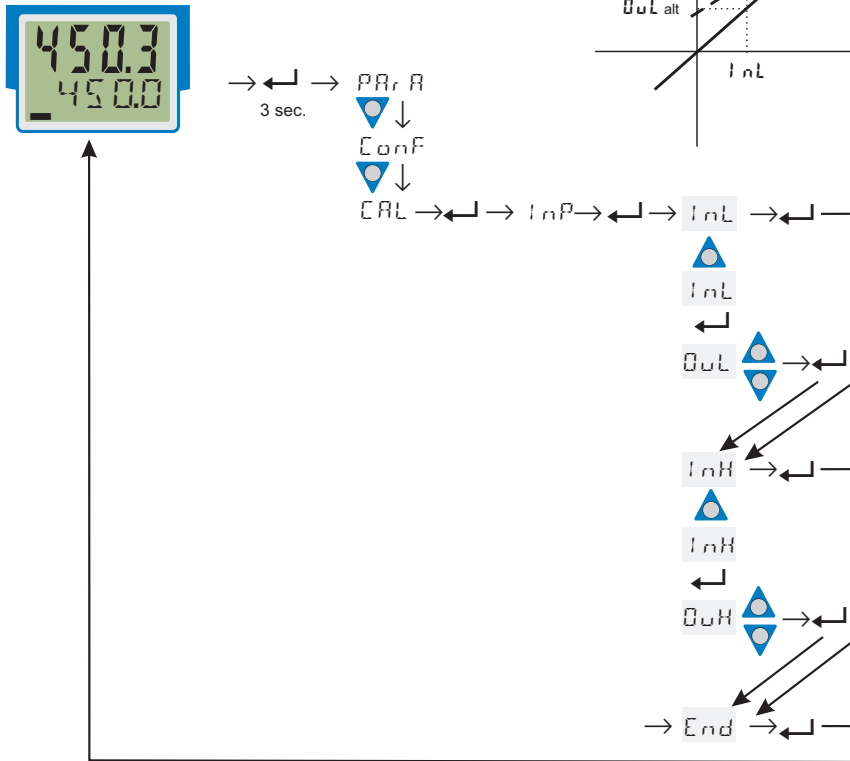 OuL alt
InL
450.3
450.0
3 sec.
PArA
ConF
CAL InP InL
InL
OuL
InH
InH
OuH
End